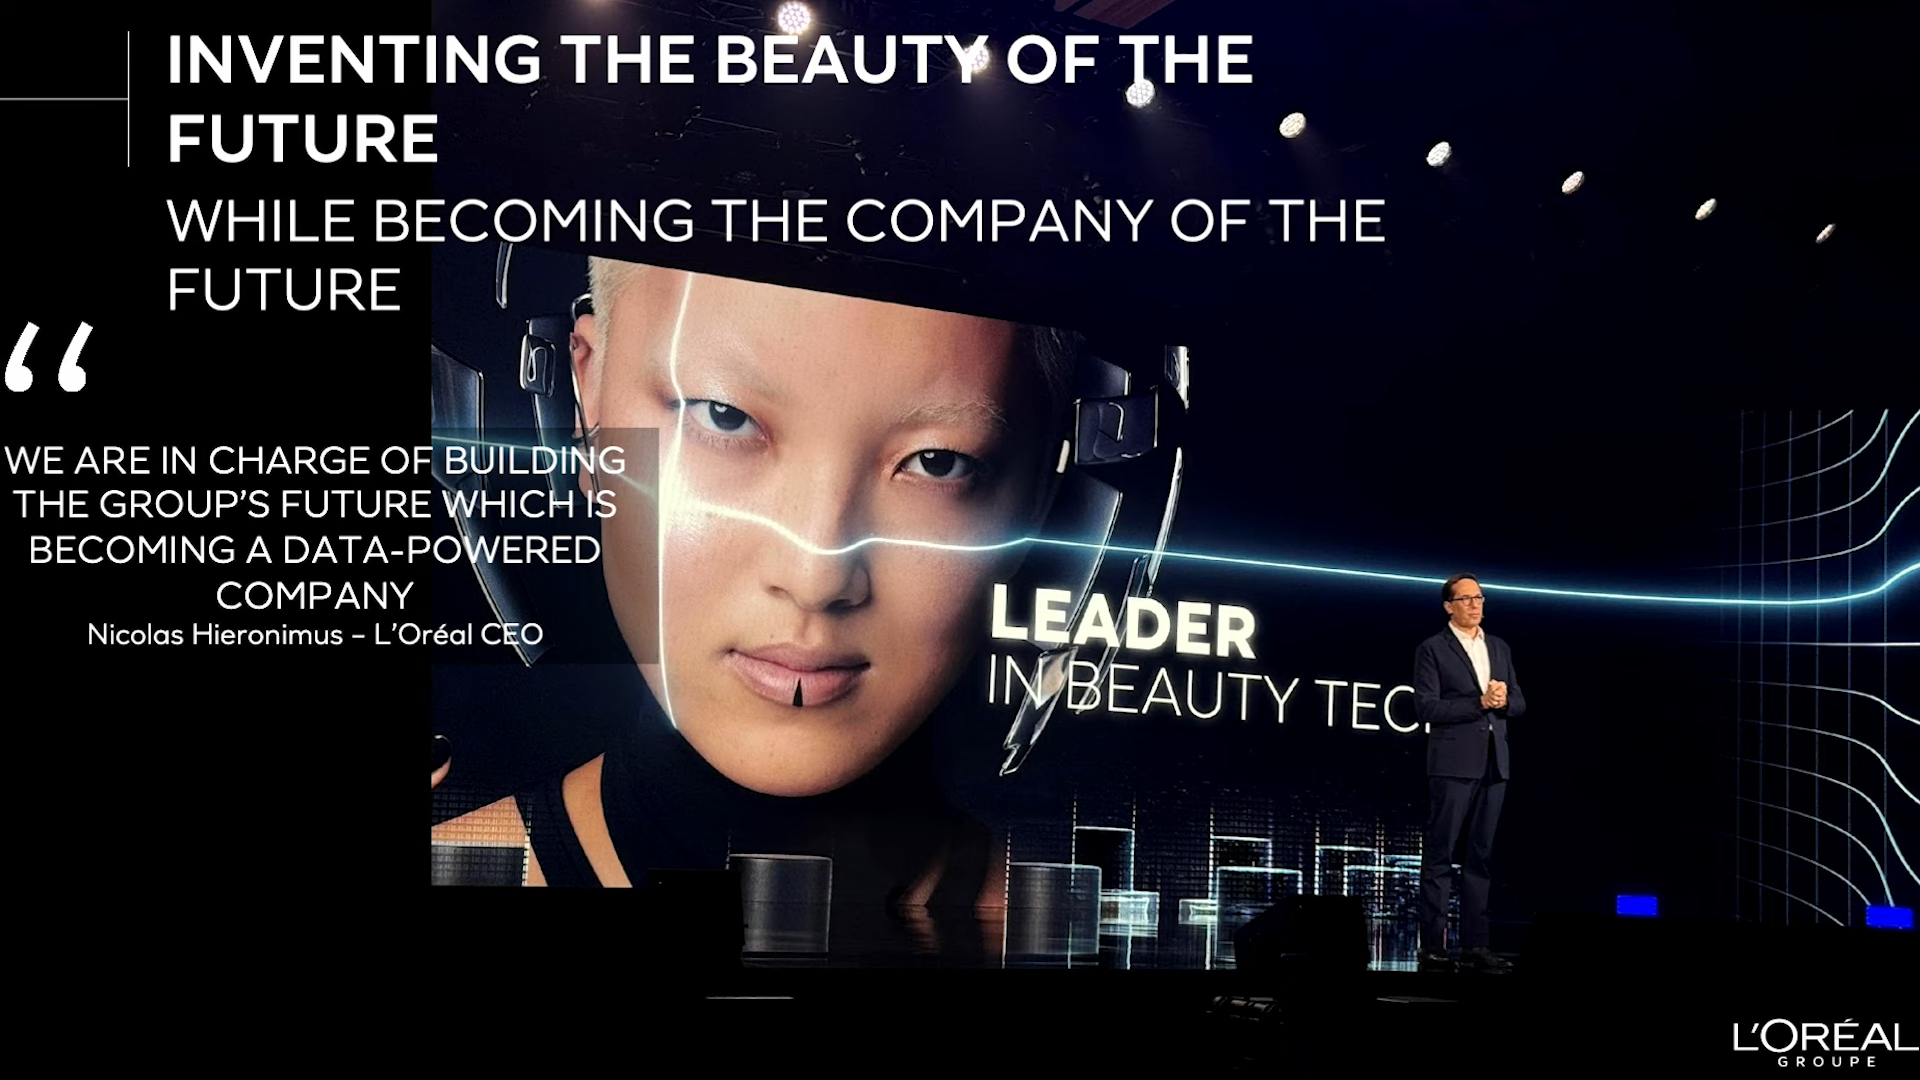 INVENTING THE BEAUTY OF THE
FUTURE
WHILE BECOMING THE COMPANY OF THE
FUTURE
“
WE ARE IN CHARGE OF BUILDING
THE GROUP’S FUTURE WHICH IS
BECOMING A DATA-POWERED
COMPANY
Nicolas Hieronimus – L’Oréal CEO
LEADER
IN BEAUTY TEC
L’ORÉAL
GROUPE